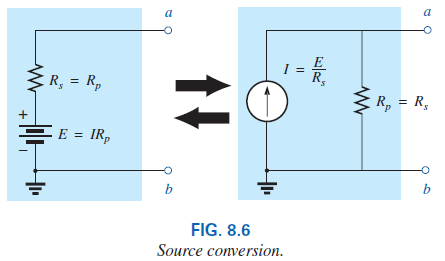 a
R_s = R_p
+
E = IR_p
–
b
a
I = E/R_s
R_p = R_s
b
FIG. 8.6
Source conversion.